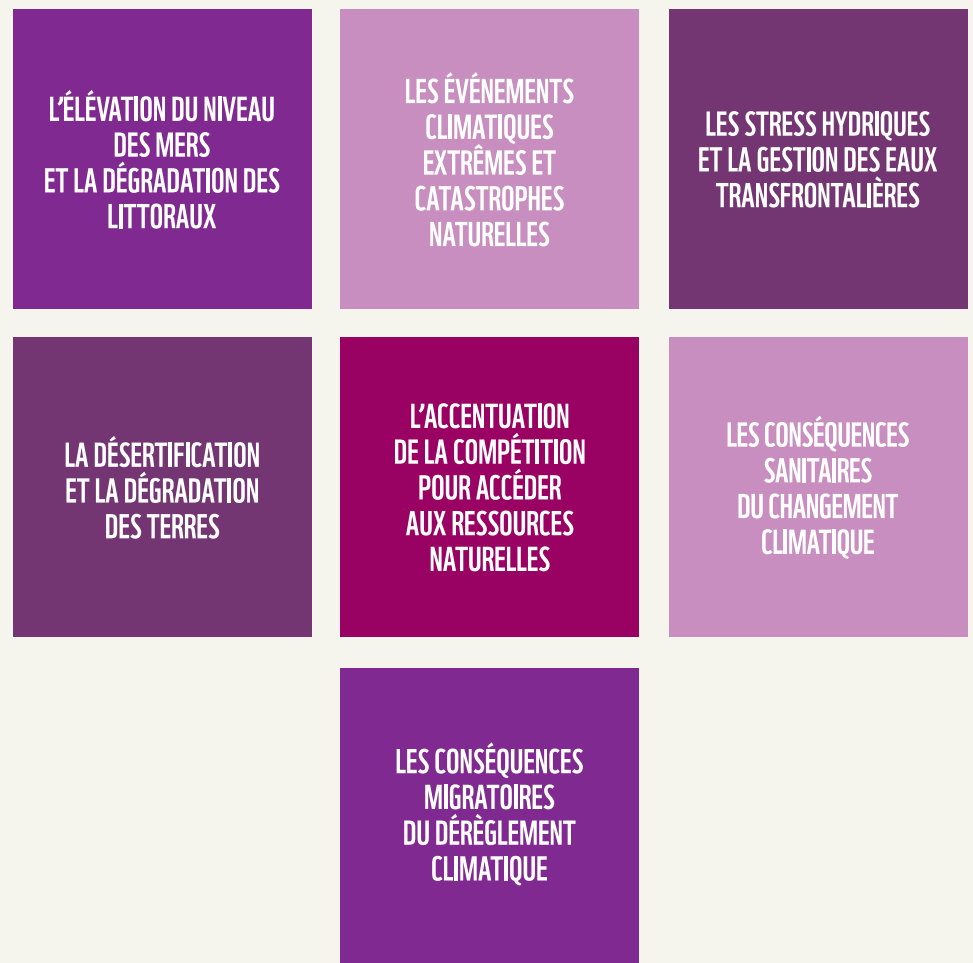 L'ÉLÉVATION DU NIVEAU
DES MERS
ET LA DÉGRADATION DES
LITTORAUX
LES ÉVÉNEMENTS
CLIMATIQUES
EXTRÊMES ET
CATASTROPHES
NATURELLES
LES STRESS HYDRIQUES
ET LA GESTION DES EAUX
TRANSFRONTALIÈRES
LA DÉSERTIFICATION
ET LA DÉGRADATION
DES TERRES
L'ACCENTUATION
DE LA COMPÉTITION
POUR ACCÉDER
AUX RESSOURCES
NATURELLES
LES CONSÉQUENCES
SANITAIRES
DU CHANGEMENT
CLIMATIQUE
LES CONSÉQUENCES
MIGRATOIRES
DU DÉRÈGLEMENT
CLIMATIQUE